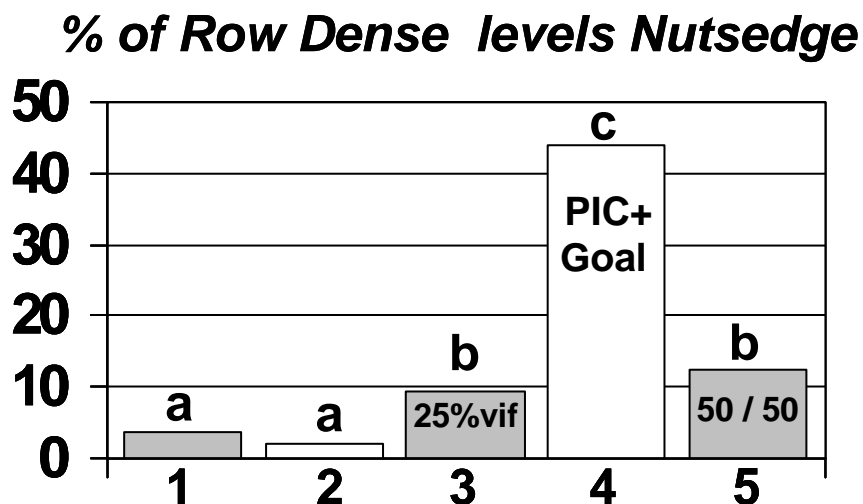 % of Row Dense levels Nutsedge
50
40
30
20
10
0
a
a
b
c
b
25%vif
PIC+
Goal
50 / 50
1 2 3 4 5